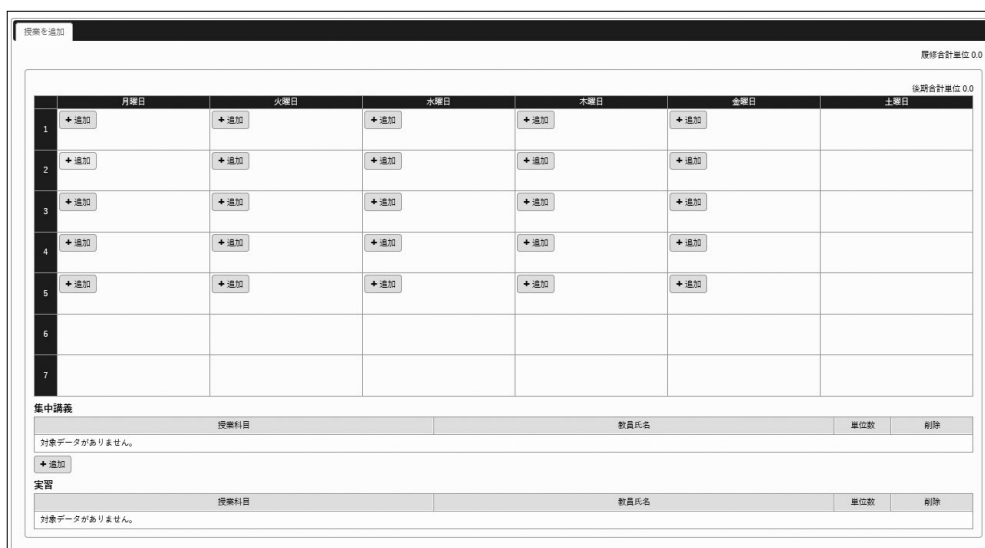 授業を追加
履修合計単位 0.0
後期合計単位 0.0
月曜日 火曜日 水曜日 木曜日 金曜日 土曜日
1 +追加 +追加 +追加 +追加 +追加
2 +追加 +追加 +追加 +追加 +追加
3 +追加 +追加 +追加 +追加 +追加
4 +追加 +追加 +追加 +追加 +追加
5 +追加 +追加 +追加 +追加 +追加
6
7
集中講義
授業科目 教員氏名 単位数 削除
対象データがありません。
+追加
実習
授業科目 教員氏名 単位数 削除
対象データがありません。